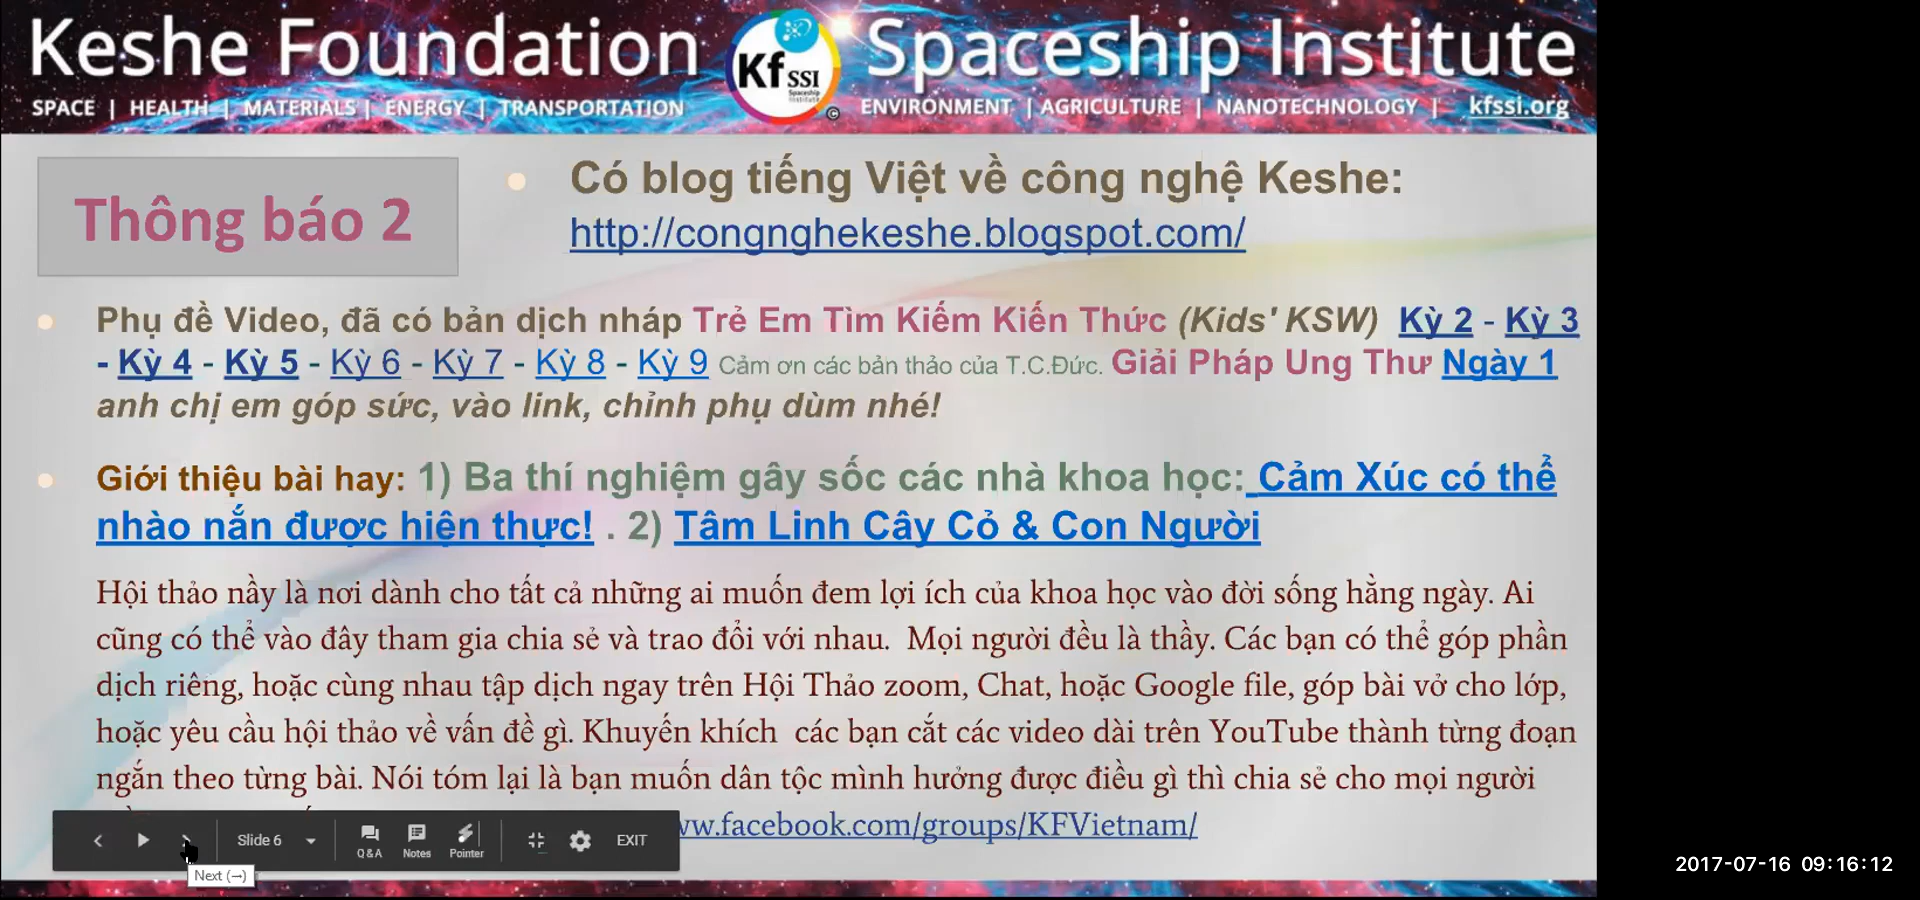 Keshe Foundation Kf SSI Spaceship Institute Spaceship Institute
SPACE | HEALTH | MATERIALS | ENERGY | TRANSPORTATION © ENVIRONMENT | AGRICULTURE | NANOTECHNOLOGY | kfssi.org
Thông báo 2
Có blog tiếng Việt về công nghệ Keshe:
http://congnghekeshe.blogspot.com/
Phụ đề Video, đã có bản dịch nháp Trẻ Em Tìm Kiếm Kiến Thức (Kids' KSW) Kỳ 2 - Kỳ 3
- Kỳ 4 - Kỳ 5 - Kỳ 6 - Kỳ 7 - Kỳ 8 - Kỳ 9 Cảm ơn các bản thảo của T.C.Đức. Giải Pháp Ung Thư Ngày 1
anh chị em góp sức, vào link, chỉnh phụ dùm nhé!
Giới thiệu bài hay: 1) Ba thí nghiệm gây sốc các nhà khoa học: Cảm Xúc có thể
nhào nắn được hiện thực! . 2) Tâm Linh Cây Cỏ & Con Người
Hội thảo nầy là nơi dành cho tất cả những ai muốn đem lợi ích của khoa học vào đời sống hằng ngày. Ai
cũng có thể vào đây tham gia chia sẻ và trao đổi với nhau. Mọi người đều là thầy. Các bạn có thể góp phần
dịch riêng, hoặc cùng nhau tập dịch ngay trên Hội Thảo zoom, Chat, hoặc Google file, góp bài vở cho lớp,
hoặc yêu cầu hội thảo về vấn đề gì. Khuyến khích các bạn cắt các video dài trên YouTube thành từng đoạn
ngắn theo từng bài. Nói tóm lại là bạn muốn dân tộc mình hưởng được điều gì thì chia sẻ cho mọi người
w.facebook.com/groups/KFVietnam/
Slide 6 Q&A Notes Pointer EXIT
Next (→)
2017-07-16 09:16:12